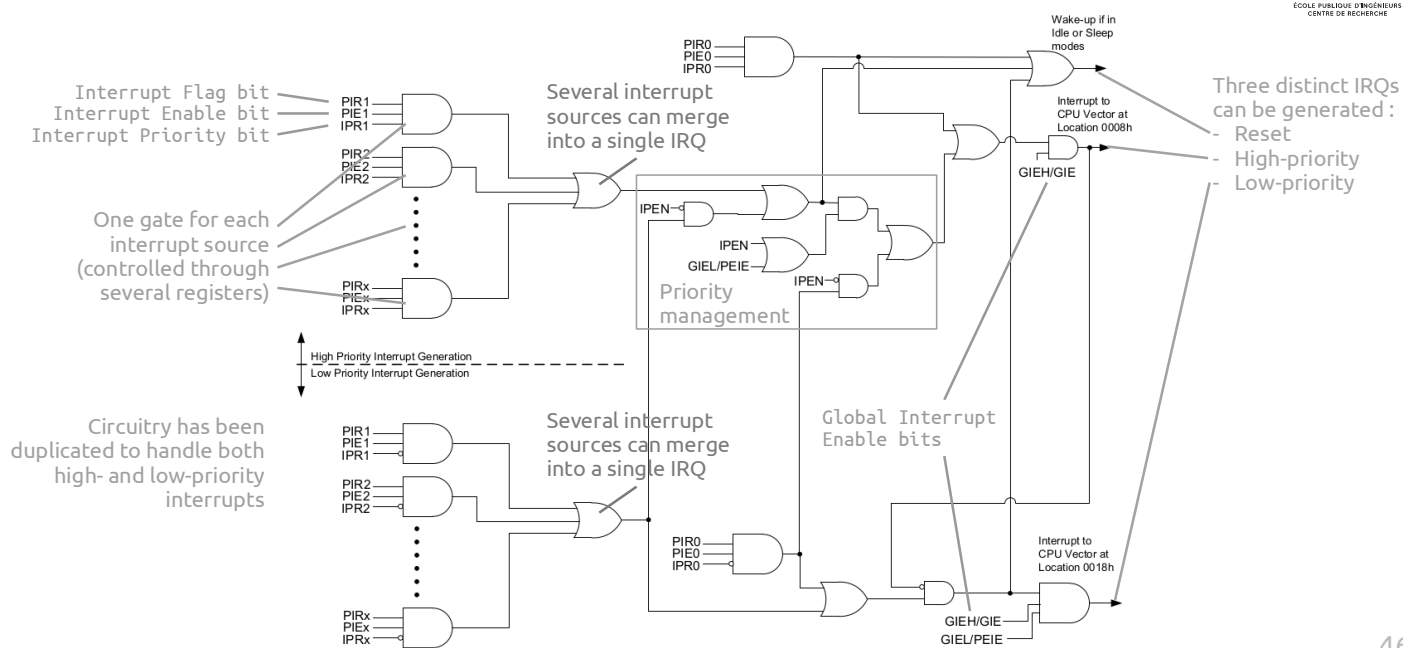 ÉCOLE PUBLIQUE D'INGÉNIEURS
CENTRE DE RECHERCHE
Wake-up if in
Idle or Sleep
modes
PIR0
PIE0
IPR0
Interrupt Flag bit
Interrupt Enable bit
Interrupt Priority bit
PIR1
PIE1
IPR1
Several interrupt
sources can merge
into a single IRQ
Interrupt to
CPU Vector at
Location 0008h
Three distinct IRQs
can be generated :
- Reset
- High-priority
- Low-priority
PIR2
PIE2
IPR2
GIEH/GIE
One gate for each
interrupt source
(controlled through
several registers)
IPEN
IPEN
GIEL/PEIE
IPEN
PIRx
PIEx
IPRx
Priority
management
High Priority Interrupt Generation
Low Priority Interrupt Generation
Circuitry has been
duplicated to handle both
high- and low-priority
interrupts
PIR1
PIE1
IPR1
Several interrupt
sources can merge
into a single IRQ
Global Interrupt
Enable bits
PIR2
PIE2
IPR2
PIR0
PIE0
IPR0
Interrupt to
CPU Vector at
Location 0018h
PIRx
PIEx
IPRx
GIEH/GIE
GIEL/PEIE
46